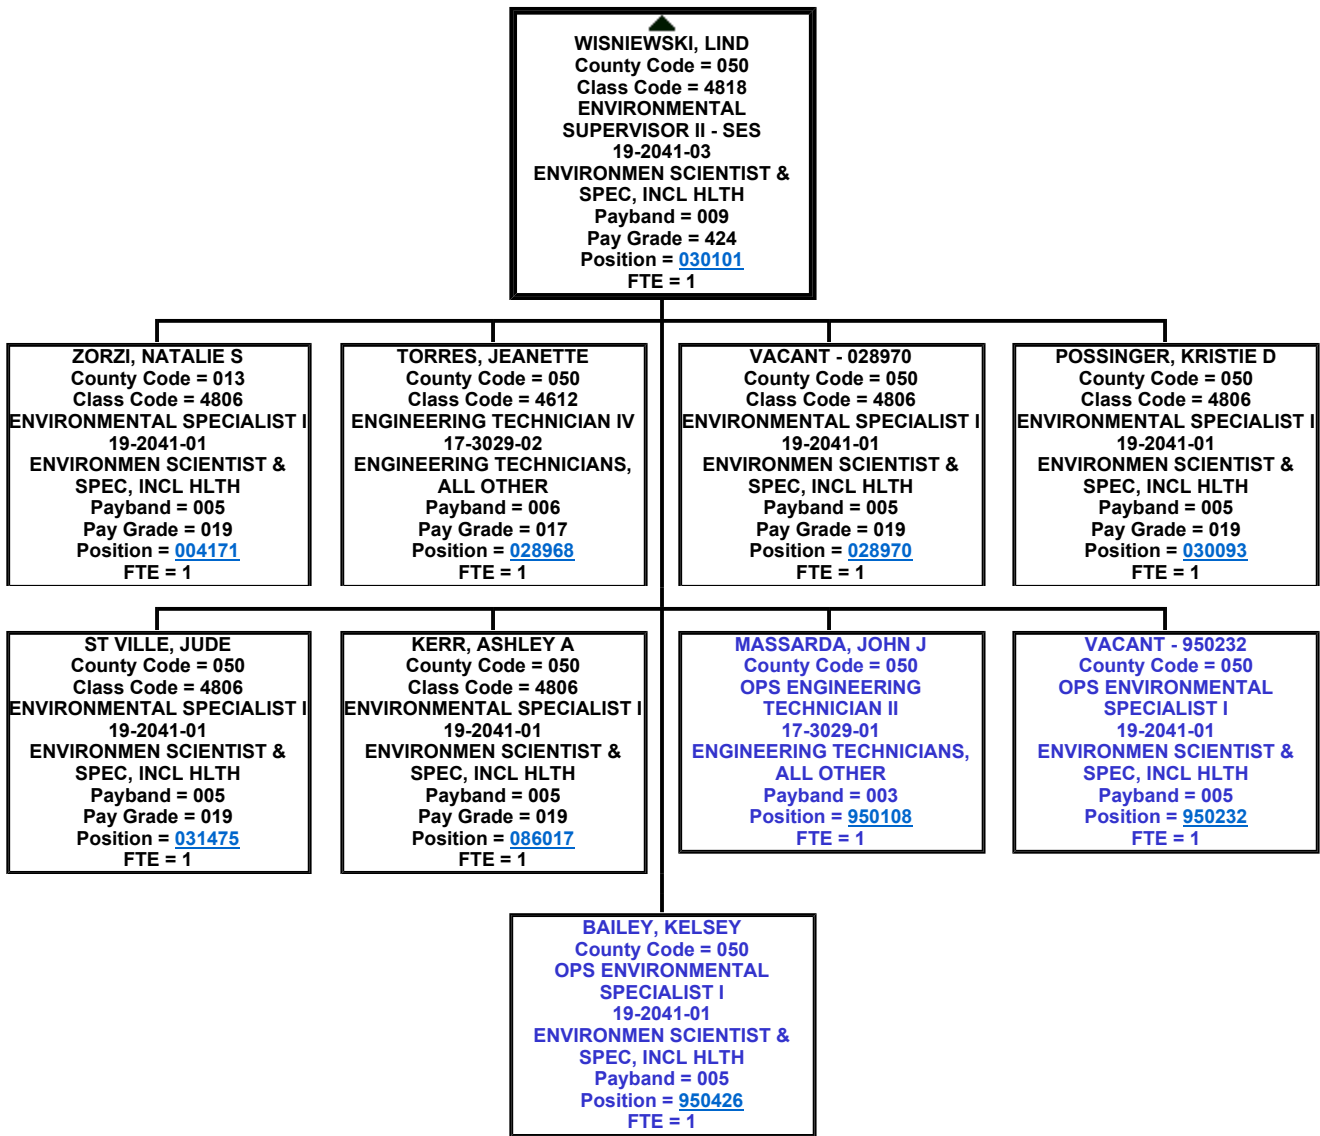 WISNIEWSKI, LIND
County Code = 050
Class Code = 4818
ENVIRONMENTAL
SUPERVISOR II - SES
19-2041-03
ENVIRONMEN SCIENTIST &
SPEC, INCL HLTH
Payband = 009
Pay Grade = 424
Position = 030101
FTE = 1
ZORZI, NATALIE S
County Code = 013
Class Code = 4806
ENVIRONMENTAL SPECIALIST I
19-2041-01
ENVIRONMEN SCIENTIST &
SPEC, INCL HLTH
Payband = 005
Pay Grade = 019
Position = 004171
FTE = 1
TORRES, JEANETTE
County Code = 050
Class Code = 4612
ENGINEERING TECHNICIAN IV
17-3029-02
ENGINEERING TECHNICIANS,
ALL OTHER
Payband = 006
Pay Grade = 017
Position = 028968
FTE = 1
VACANT - 028970
County Code = 050
Class Code = 4806
ENVIRONMENTAL SPECIALIST I
19-2041-01
ENVIRONMEN SCIENTIST &
SPEC, INCL HLTH
Payband = 005
Pay Grade = 019
Position = 028970
FTE = 1
POSSINGER, KRISTIE D
County Code = 050
Class Code = 4806
ENVIRONMENTAL SPECIALIST I
19-2041-01
ENVIRONMEN SCIENTIST &
SPEC, INCL HLTH
Payband = 005
Pay Grade = 019
Position = 030093
FTE = 1
ST VILLE, JUDE
County Code = 050
Class Code = 4806
ENVIRONMENTAL SPECIALIST I
19-2041-01
ENVIRONMEN SCIENTIST &
SPEC, INCL HLTH
Payband = 005
Pay Grade = 019
Position = 031475
FTE = 1
KERR, ASHLEY A
County Code = 050
Class Code = 4806
ENVIRONMENTAL SPECIALIST I
19-2041-01
ENVIRONMEN SCIENTIST &
SPEC, INCL HLTH
Payband = 005
Pay Grade = 019
Position = 086017
FTE = 1
MASSARDA, JOHN J
County Code = 050
OPS ENGINEERING
TECHNICIAN II
17-3029-01
ENGINEERING TECHNICIANS,
ALL OTHER
Payband = 003
Position = 950108
FTE = 1
VACANT - 950232
County Code = 050
OPS ENVIRONMENTAL
SPECIALIST I
19-2041-01
ENVIRONMEN SCIENTIST &
SPEC, INCL HLTH
Payband = 005
Position = 950232
FTE = 1
BAILEY, KELSEY
County Code = 050
OPS ENVIRONMENTAL
SPECIALIST I
19-2041-01
ENVIRONMEN SCIENTIST &
SPEC, INCL HLTH
Payband = 005
Position = 950426
FTE = 1